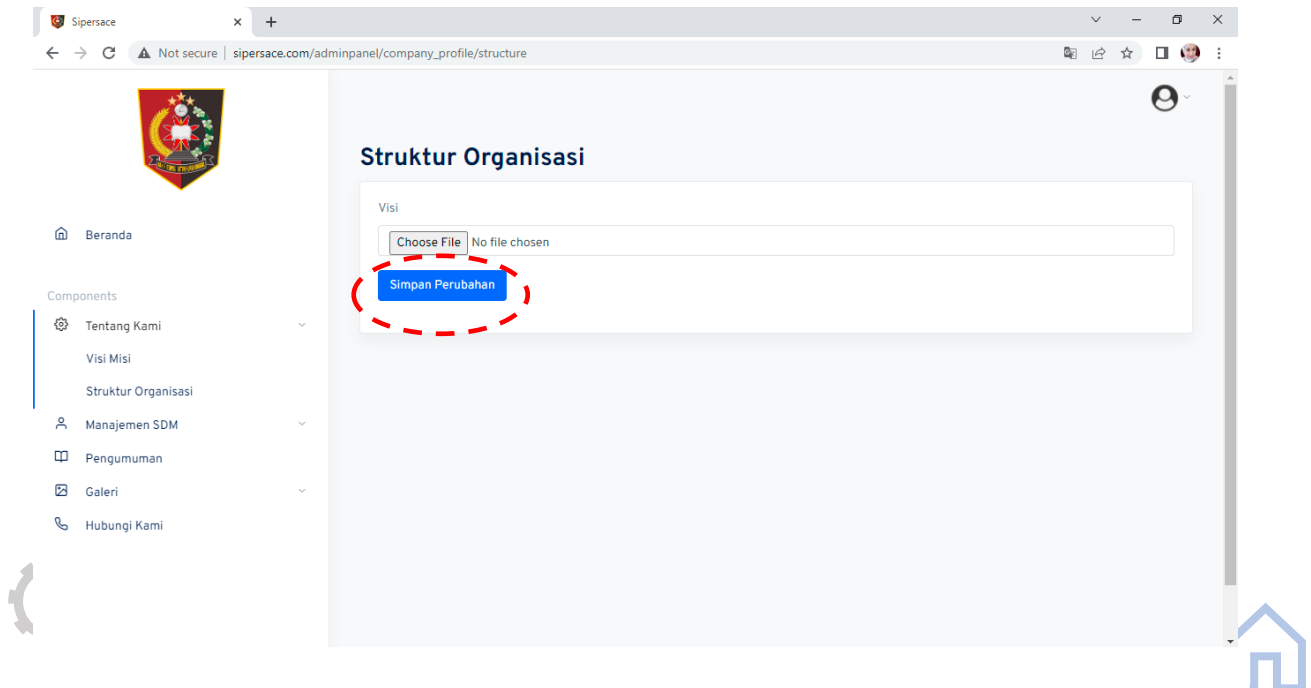 Sipersace
Not secure | sipersace.com/adminpanel/company_profile/structure
Struktur Organisasi
Visi
Choose File No file chosen
Simpan Perubahan
Beranda
Components
Tentang Kami
Visi Misi
Struktur Organisasi
Manajemen SDM
Pengumuman
Galeri
Hubungi Kami